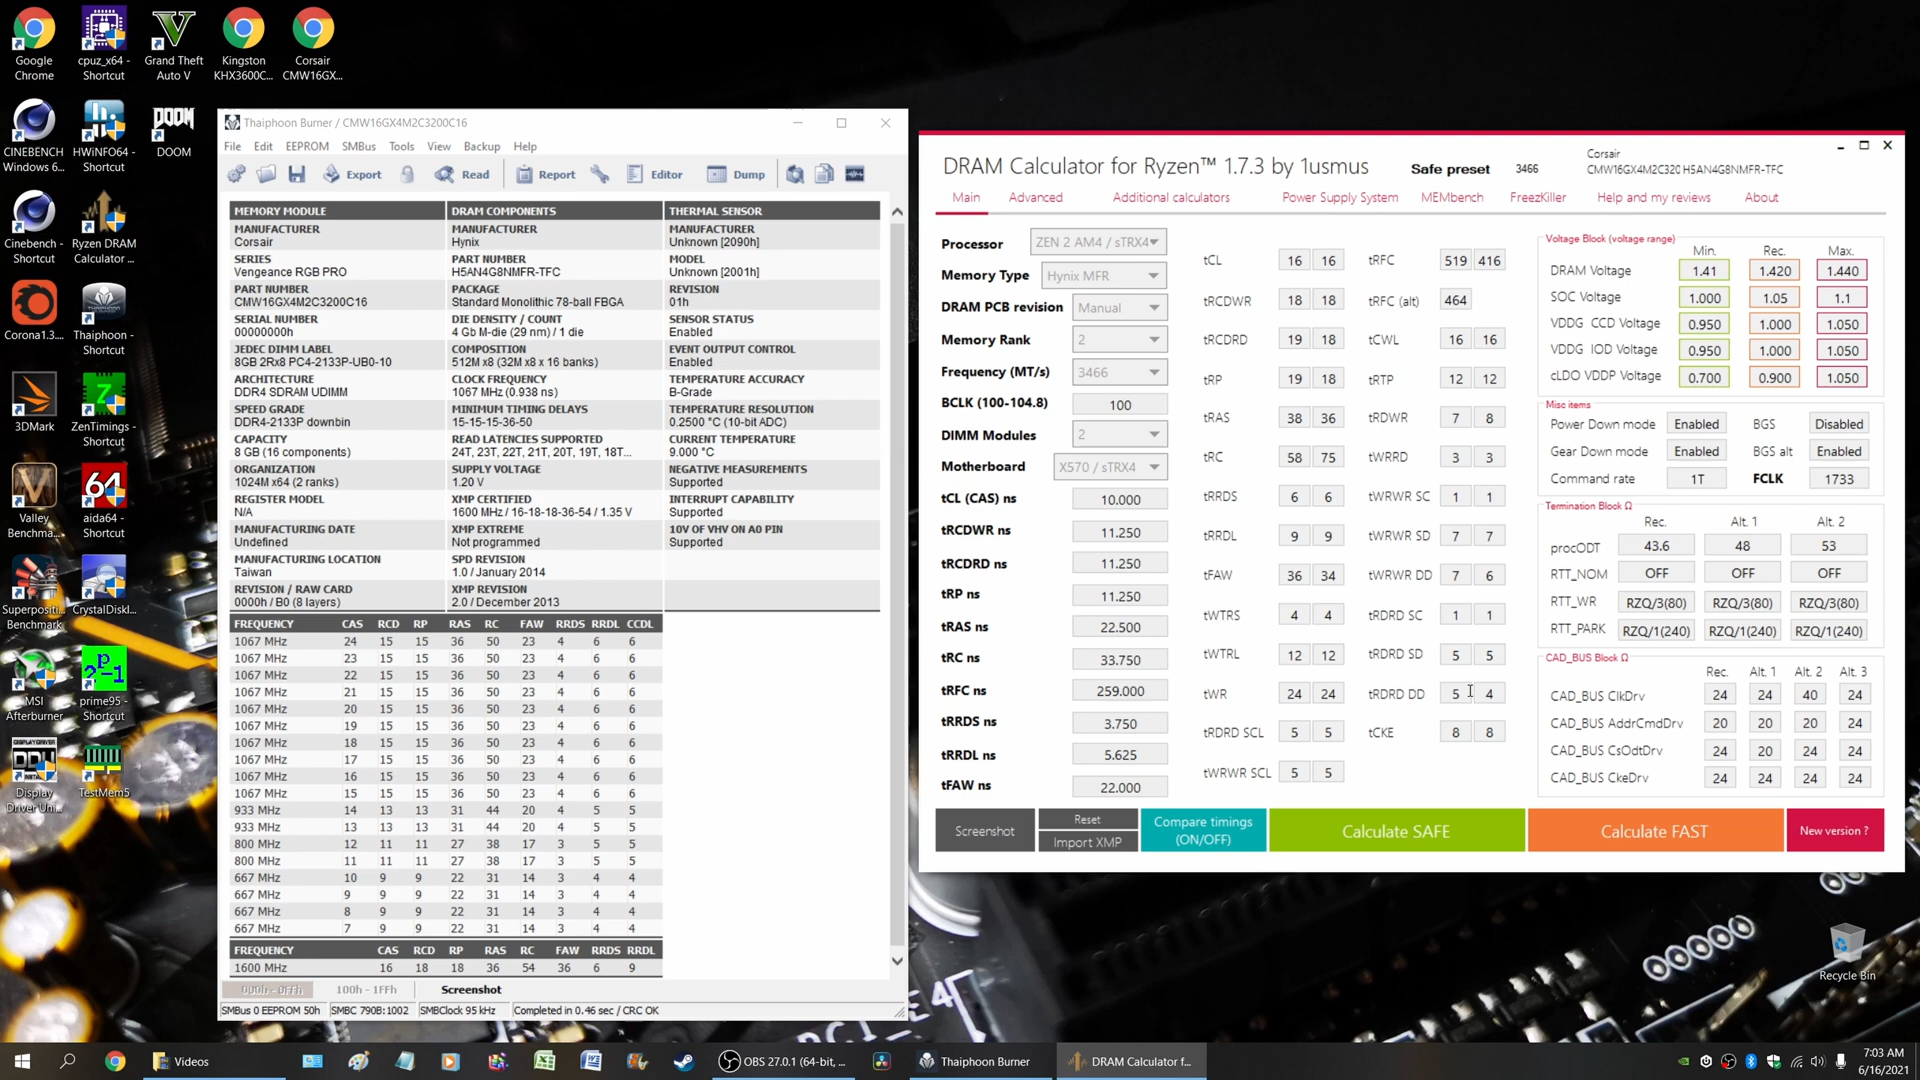 Google
Chrome
cpuz_x64 -
Shortcut
Grand Theft
Auto V
Kingston
KHX3600C...
Corsair
CMW16GX...
CINEBENCH
Windows 6...
HWiNFO64 -
Shortcut
DOOM
DOOM
Cinebench -
Shortcut
Ryzen DRAM
Calculator ...
Corona1.3....
Thaiphoon -
Shortcut
3DMark
ZenTimings -
Shortcut
Valley
Benchma...
64
aida64 -
Shortcut
Superpositi...
Benchmark
CrystalDiskI...
MSI
Afterburner
2p-1
prime95 -
Shortcut
DDU
Display
Driver Uni...
TestMem5
Recycle Bin
Thaiphoon Burner / CMW16GX4M2C3200C16
File Edit EEPROM SMBus Tools View Backup Help
Export Read Report Editor Dump
MEMORY MODULE DRAM COMPONENTS THERMAL SENSOR
MANUFACTURER MANUFACTURER MANUFACTURER
Corsair Hynix Unknown [2090h]
SERIES PART NUMBER MODEL
Vengeance RGB PRO H5AN4G8NMFR-TFC Unknown [2001h]
PART NUMBER PACKAGE REVISION
CMW16GX4M2C3200C16 Standard Monolithic 78-ball FBGA 01h
SERIAL NUMBER DIE DENSITY / COUNT SENSOR STATUS
00000000h 4 Gb M-die (29 nm) / 1 die Enabled
JEDEC DIMM LABEL COMPOSITION EVENT OUTPUT CONTROL
8GB 2Rx8 PC4-2133P-UB0-10 512M x8 (32M x8 x 16 banks) Enabled
ARCHITECTURE CLOCK FREQUENCY TEMPERATURE ACCURACY
DDR4 SDRAM UDIMM 1067 MHz (0.938 ns) B-Grade
SPEED GRADE MINIMUM TIMING DELAYS TEMPERATURE RESOLUTION
DDR4-2133P downbin 15-15-15-36-50 0.2500 °C (10-bit ADC)
CAPACITY READ LATENCIES SUPPORTED CURRENT TEMPERATURE
8 GB (16 components) 24T, 23T, 22T, 21T, 20T, 19T, 18T... 9.000 °C
ORGANIZATION SUPPLY VOLTAGE NEGATIVE MEASUREMENTS
1024M x64 (2 ranks) 1.20 V Supported
REGISTER MODEL XMP CERTIFIED INTERRUPT CAPABILITY
N/A 1600 MHz / 16-18-18-36-54 / 1.35 V Supported
MANUFACTURING DATE XMP EXTREME 10V OF VHV ON A0 PIN
Undefined Not programmed Supported
MANUFACTURING LOCATION SPD REVISION
Taiwan 1.0 / January 2014
REVISION / RAW CARD XMP REVISION
0000h / B0 (8 layers) 2.0 / December 2013
FREQUENCY CAS RCD RP RAS RC FAW RRDS RRDL CCDL
1067 MHz 24 15 15 36 50 23 4 6 6
1067 MHz 23 15 15 36 50 23 4 6 6
1067 MHz 22 15 15 36 50 23 4 6 6
1067 MHz 21 15 15 36 50 23 4 6 6
1067 MHz 20 15 15 36 50 23 4 6 6
1067 MHz 19 15 15 36 50 23 4 6 6
1067 MHz 18 15 15 36 50 23 4 6 6
1067 MHz 17 15 15 36 50 23 4 6 6
1067 MHz 16 15 15 36 50 23 4 6 6
1067 MHz 15 15 15 36 50 23 4 6 6
933 MHz 14 13 13 31 44 20 4 5 5
933 MHz 13 13 13 31 44 20 4 5 5
800 MHz 12 11 11 27 38 17 3 5 5
800 MHz 11 11 11 27 38 17 3 5 5
667 MHz 10 9 9 22 31 14 3 4 4
667 MHz 9 9 9 22 31 14 3 4 4
667 MHz 8 9 9 22 31 14 3 4 4
667 MHz 7 9 9 22 31 14 3 4 4
FREQUENCY CAS RCD RP RAS RC FAW RRDS RRDL
1600 MHz 16 18 18 36 54 36 6 9
000h - 0FFh 100h - 1FFh Screenshot
SMBus 0 EEPROM 50h SMBC 790B:1002 SMBClock 95 kHz Completed in 0.46 sec / CRC OK
DRAM Calculator for Ryzen™ 1.7.3 by 1usmus Safe preset 3466
Corsair
CMW16GX4M2C320 H5AN4G8NMFR-TFC
Main Advanced Additional calculators Power Supply System MEMbench FreezKiller Help and my reviews About
Processor ZEN 2 AM4 / sTRX4
Memory Type Hynix MFR
DRAM PCB revision Manual
Memory Rank 2
Frequency (MT/s) 3466
BCLK (100-104.8) 100
DIMM Modules 2
Motherboard X570 / sTRX4
tCL (CAS) ns 10.000
tRCDWR ns 11.250
tRCDRD ns 11.250
tRP ns 11.250
tRAS ns 22.500
tRC ns 33.750
tRFC ns 259.000
tRRDS ns 3.750
tRRDL ns 5.625
tFAW ns 22.000
tCL 16 16
tRCDWR 18 18
tRCDRD 19 18
tRP 19 18
tRAS 38 36
tRC 58 75
tRRDS 6 6
tRRDL 9 9
tFAW 36 34
tWTRS 4 4
tWTRL 12 12
tWR 24 24
tRDRD SCL 5 5
tWRWR SCL 5 5
tRFC 519 416
tRFC (alt) 464
tCWL 16 16
tRTP 12 12
tRDWR 7 8
tWRRD 3 3
tWRWR SC 1 1
tWRWR SD 7 7
tWRWR DD 7 6
tRDRD SC 1 1
tRDRD SD 5 5
tRDRD DD 5 4
tCKE 8 8
Voltage Block (voltage range)
Min. Rec. Max.
DRAM Voltage 1.41 1.420 1.440
SOC Voltage 1.000 1.05 1.1
VDDG CCD Voltage 0.950 1.000 1.050
VDDG IOD Voltage 0.950 1.000 1.050
cLDO VDDP Voltage 0.700 0.900 1.050
Misc items
Power Down mode Enabled BGS Disabled
Gear Down mode Enabled BGS alt Enabled
Command rate 1T FCLK 1733
Termination Block Ω
Rec. Alt. 1 Alt. 2
procODT 43.6 48 53
RTT_NOM OFF OFF OFF
RTT_WR RZQ/3(80) RZQ/3(80) RZQ/3(80)
RTT_PARK RZQ/1(240) RZQ/1(240) RZQ/1(240)
CAD_BUS Block Ω
Rec. Alt. 1 Alt. 2 Alt. 3
CAD_BUS ClkDrv 24 24 40 24
CAD_BUS AddrCmdDrv 20 20 20 24
CAD_BUS CsOdtDrv 24 20 24 24
CAD_BUS CkeDrv 24 24 24 24
Screenshot
Reset
Import XMP
Compare timings
(ON/OFF)
Calculate SAFE
Calculate FAST
New version ?
Videos
OBS 27.0.1 (64-bit, ...
Thaiphoon Burner
DRAM Calculator f...
7:03 AM
6/16/2021